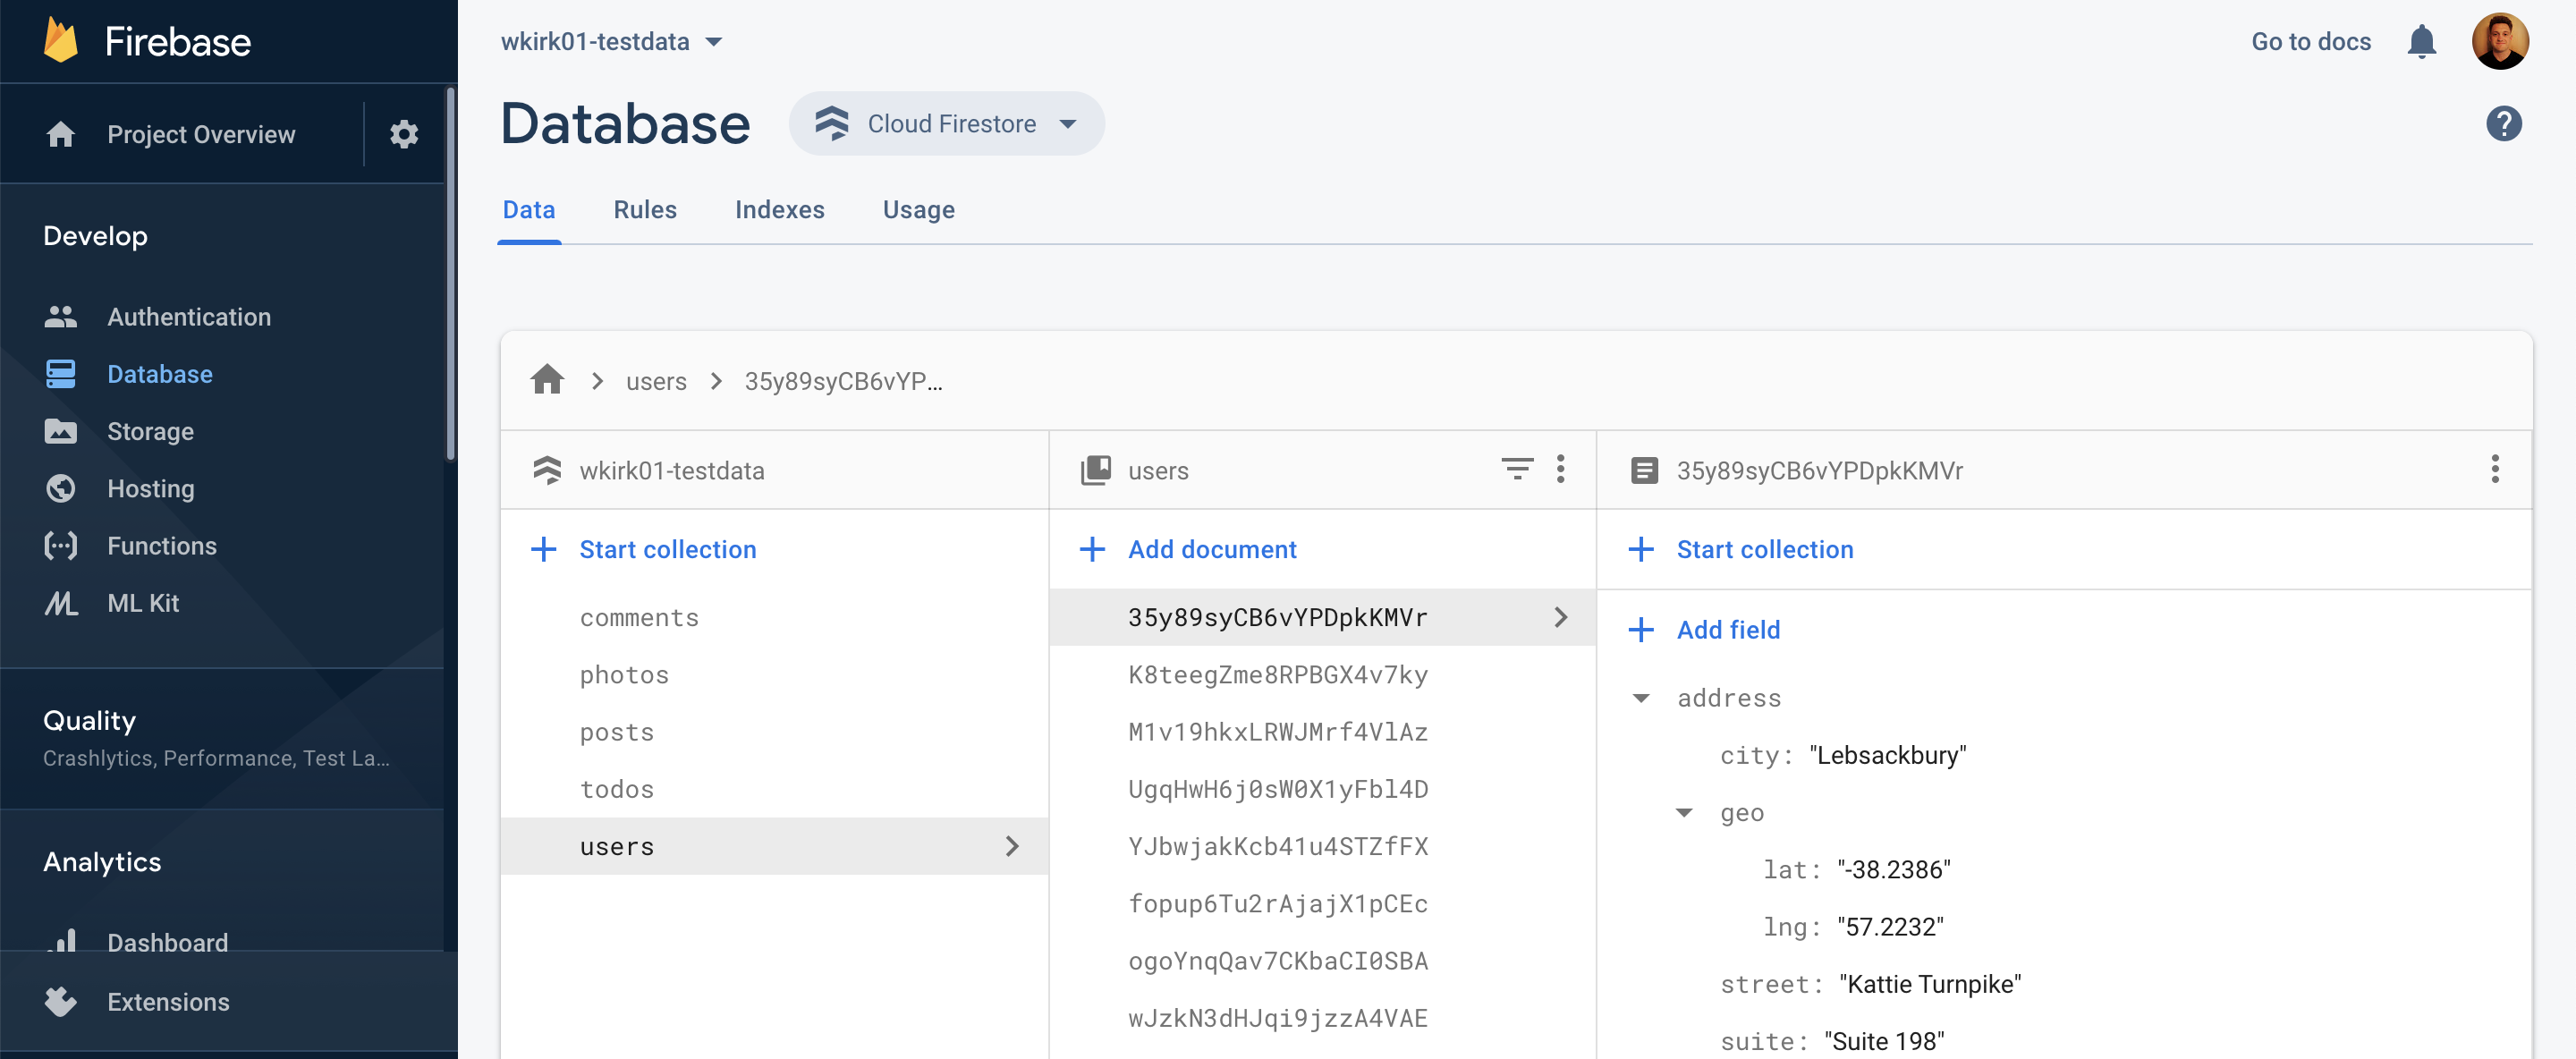 Firebase
Project Overview
Develop
Authentication
Database
Storage
Hosting
Functions
ML Kit
Quality
Crashlytics, Performance, Test La...
Analytics
Dashboard
Extensions
wkirk01-testdata
Go to docs
Database
Cloud Firestore
Data
Rules
Indexes
Usage
users
35y89syCB6vYP...
wkirk01-testdata
Start collection
comments
photos
posts
todos
users
users
Add document
35y89syCB6vYPDpkKMVr
K8teegZme8RPBGX4v7ky
M1v19hkxLRWJMrf4VlAz
UgqHwH6j0sW0X1yFbl4D
YJbwjakKcb41u4STZfFX
fopup6Tu2rAjajX1pCEc
ogoYnqQav7CKbaCI0SBA
wJzkN3dHJqi9jzzA4VAE
35y89syCB6vYPDpkKMVr
Start collection
Add field
address
city: "Lebsackbury"
geo
lat: "-38.2386"
lng: "57.2232"
street: "Kattie Turnpike"
suite: "Suite 198"